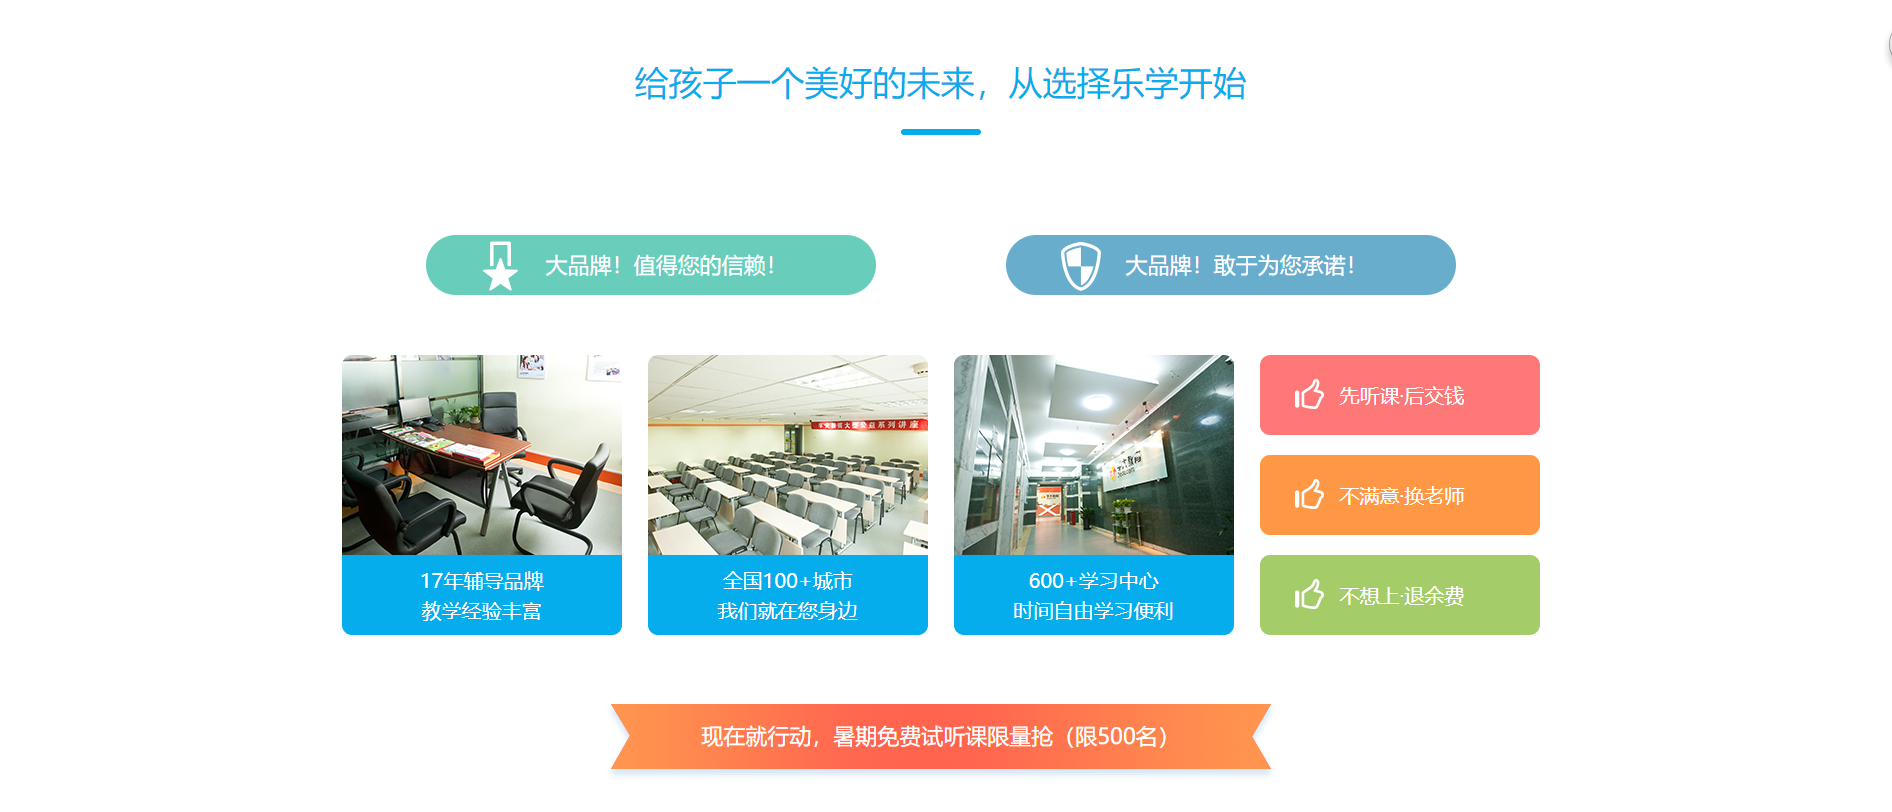 给孩子一个美好的未来，从选择乐学开始
大品牌！值得您的信赖！
大品牌！敢于为您承诺！
17年辅导品牌
教学经验丰富
全国100+城市
我们就在您身边
600+学习中心
时间自由学习便利
先听课·后交钱
不满意·换老师
不想上·退余费
现在就行动，暑期免费试听课限量抢（限500名）